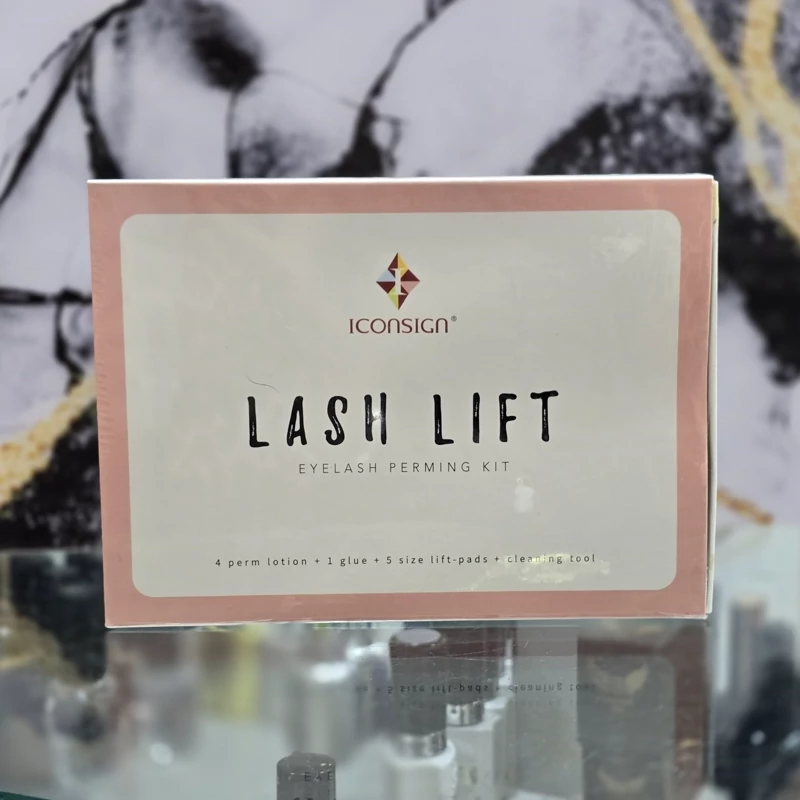 ICONSIGN®
LASH LIFT
EYELASH PERMING KIT
4 perm lotion + 1 glue + 5 size lift-pads + cleaning tool